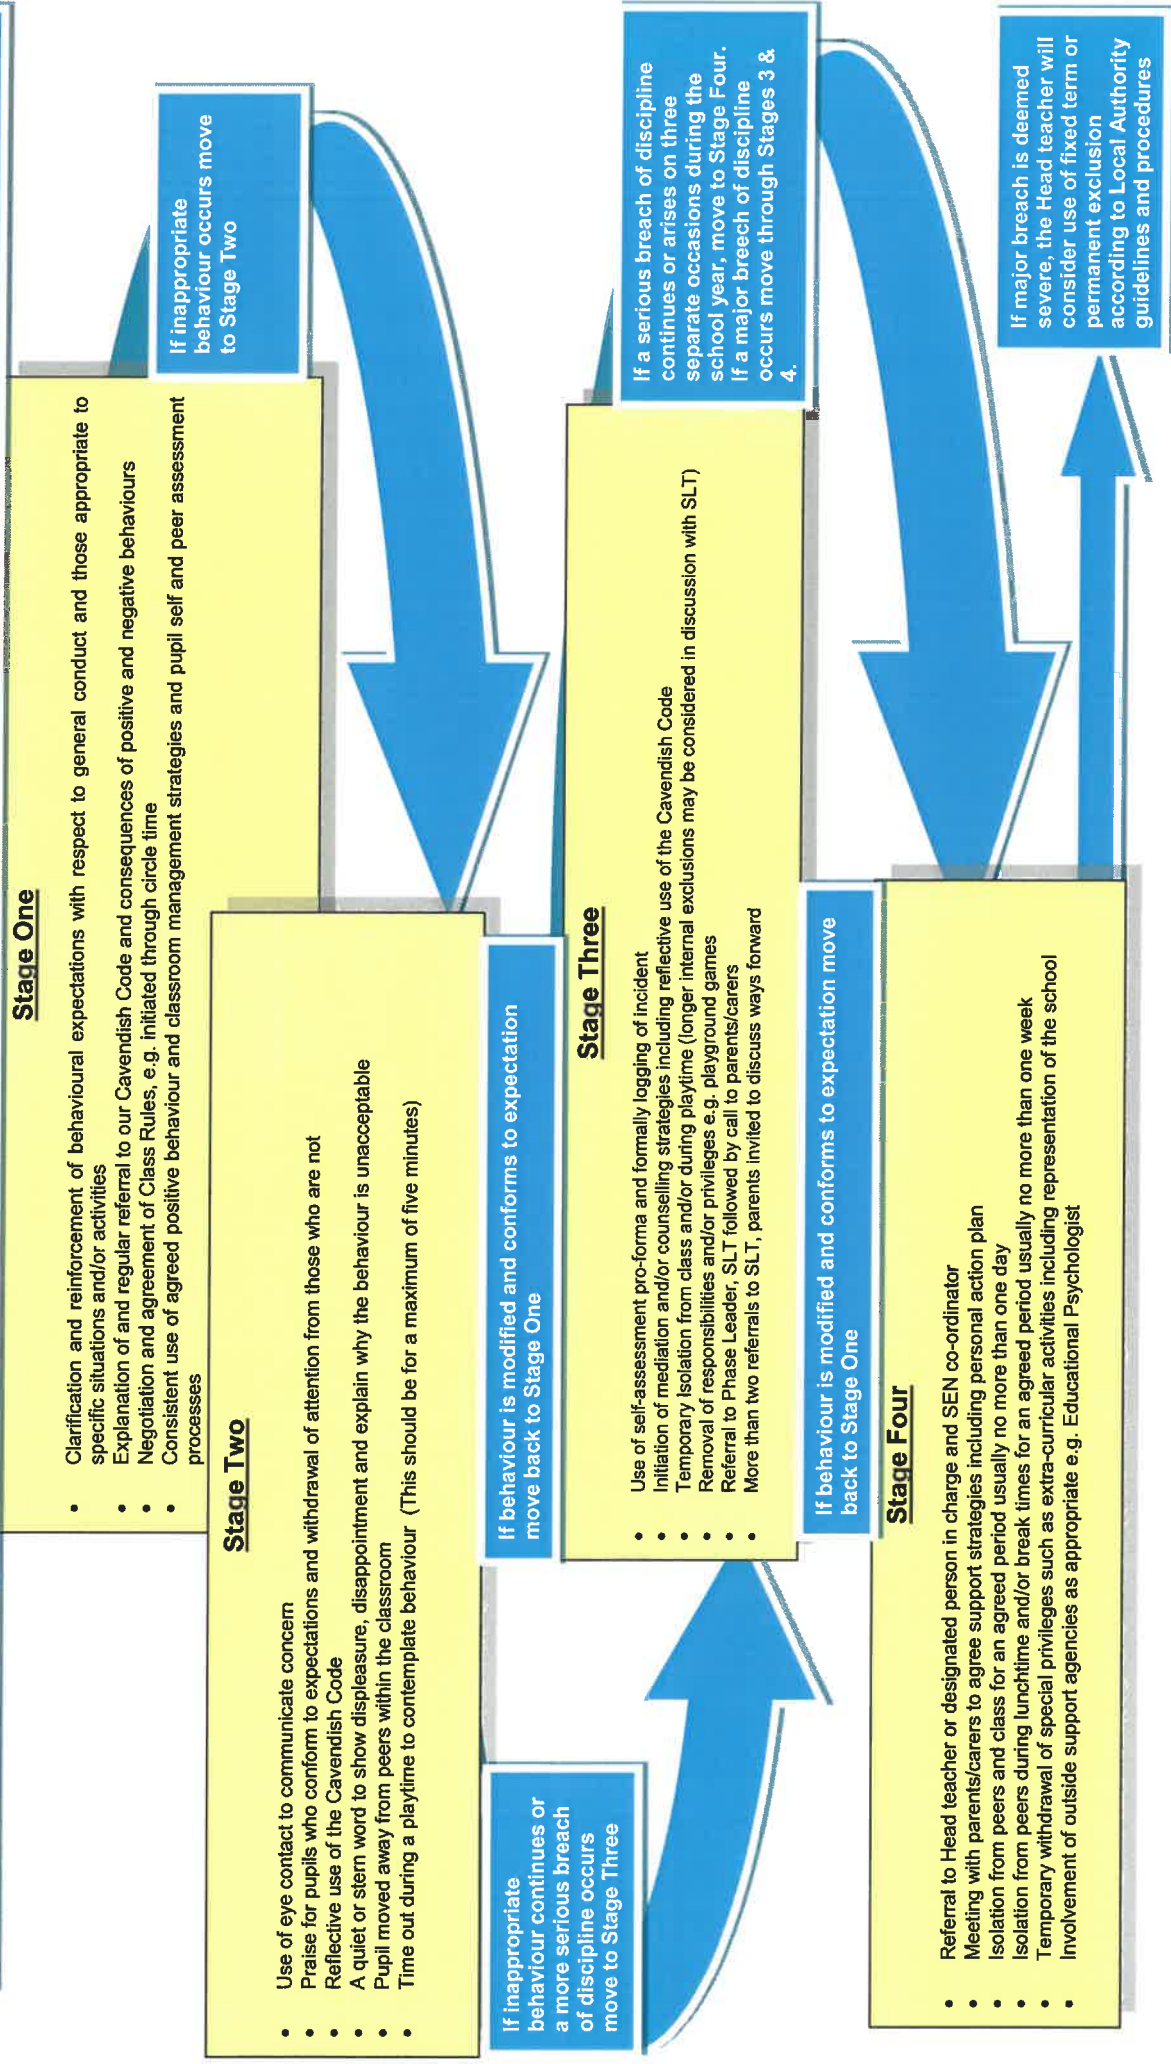 Stage One
• Clarification and reinforcement of behavioural expectations with respect to general conduct and those appropriate to
specific situations and/or activities
• Explanation of and regular referral to our Cavendish Code and consequences of positive and negative behaviours
• Negotiation and agreement of Class Rules, e.g. initiated through circle time
• Consistent use of agreed positive behaviour and classroom management strategies and pupil self and peer assessment
processes
If inappropriate
behaviour occurs move
to Stage Two
Stage Two
• Use of eye contact to communicate concern
• Praise for pupils who conform to expectations and withdrawal of attention from those who are not
• Reflective use of the Cavendish Code
• A quiet or stern word to show displeasure, disappointment and explain why the behaviour is unacceptable
• Pupil moved away from peers within the classroom
• Time out during a playtime to contemplate behaviour (This should be for a maximum of five minutes)
If behaviour is modified and conforms to expectation
move back to Stage One
If inappropriate
behaviour continues or
a more serious breach
of discipline occurs
move to Stage Three
Stage Three
• Use of self-assessment pro-forma and formally logging of incident
• Initiation of mediation and/or counselling strategies including reflective use of the Cavendish Code
• Temporary Isolation from class and/or during playtime (longer internal exclusions may be considered in discussion with SLT)
• Removal of responsibilities and/or privileges e.g. playground games
• Referral to Phase Leader, SLT followed by call to parents/carers
• More than two referrals to SLT, parents invited to discuss ways forward
If a serious breach of discipline
continues or arises on three
separate occasions during the
school year, move to Stage Four.
If a major breech of discipline
occurs move through Stages 3 &
4.
If behaviour is modified and conforms to expectation move
back to Stage One
Stage Four
• Referral to Head teacher or designated person in charge and SEN co-ordinator
• Meeting with parents/carers to agree support strategies including personal action plan
• Isolation from peers and class for an agreed period usually no more than one day
• Isolation from peers during lunchtime and/or break times for an agreed period usually no more than one week
• Temporary withdrawal of special privileges such as extra-curricular activities including representation of the school
• Involvement of outside support agencies as appropriate e.g. Educational Psychologist
If major breach is deemed
severe, the Head teacher will
consider use of fixed term or
permanent exclusion
according to Local Authority
guidelines and procedures